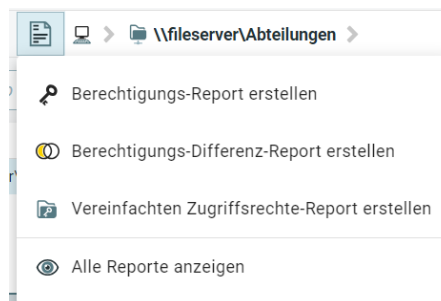 \\fileserver\Abteilungen
Berechtigungs-Report erstellen
Berechtigungs-Differenz-Report erstellen
Vereinfachten Zugriffsrechte-Report erstellen
Alle Reporte anzeigen